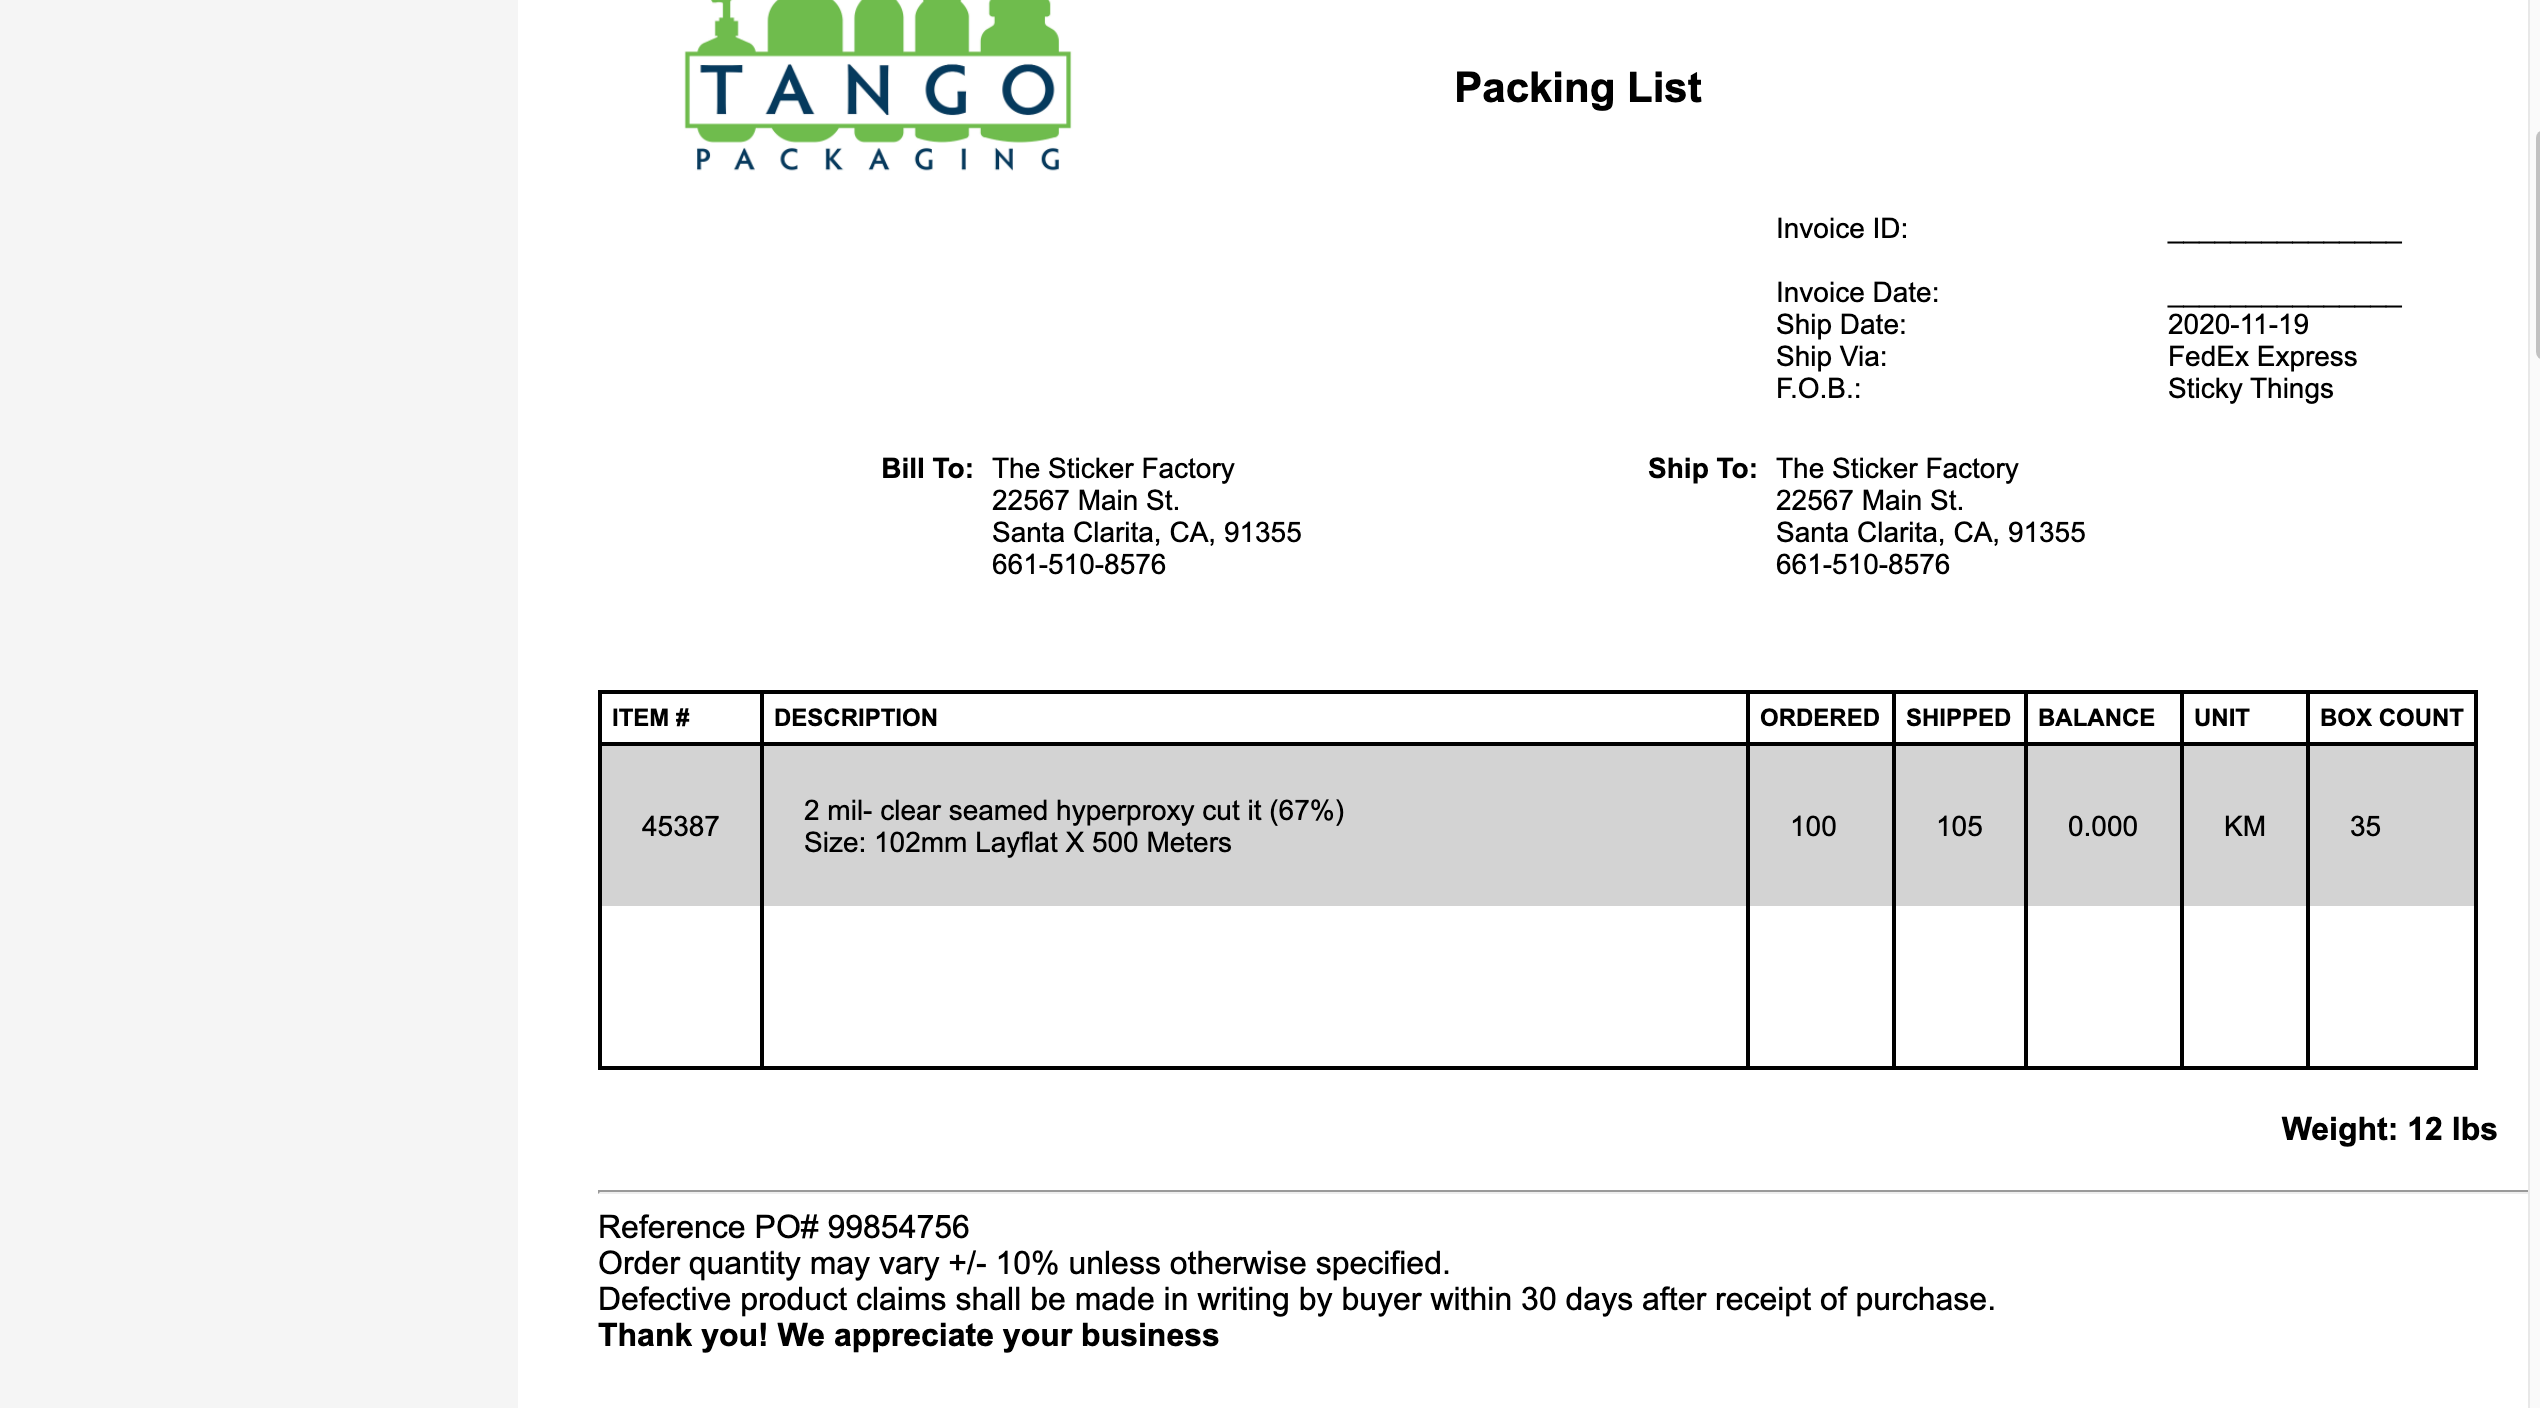 TANGO
PACKAGING
Packing List
Invoice ID: _______________
Invoice Date: _______________
Ship Date: 2020-11-19
Ship Via: FedEx Express
F.O.B.: Sticky Things
Bill To: The Sticker Factory
22567 Main St.
Santa Clarita, CA, 91355
661-510-8576
Ship To: The Sticker Factory
22567 Main St.
Santa Clarita, CA, 91355
661-510-8576
ITEM # DESCRIPTION ORDERED SHIPPED BALANCE UNIT BOX COUNT
45387 2 mil- clear seamed hyperproxy cut it (67%) 100 105 0.000 KM 35
Size: 102mm Layflat X 500 Meters
Weight: 12 lbs
Reference PO# 99854756
Order quantity may vary +/- 10% unless otherwise specified.
Defective product claims shall be made in writing by buyer within 30 days after receipt of purchase.
Thank you! We appreciate your business